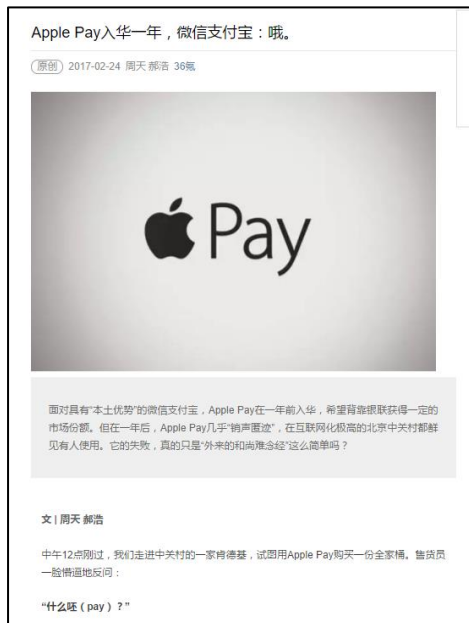 Apple Pay入华一年，微信支付宝：哦。
原创 2017-02-24 周天 郝浩 36氪
Pay
面对具有“本土优势”的微信支付宝，Apple Pay在一年前入华，希望背靠银联获得一定的
市场份额。但在一年后，Apple Pay几乎“销声匿迹”，在互联网化极高的北京中关村都鲜
见有人使用。它的失败，真的只是“外来的和尚难念经”这么简单吗？
文 | 周天 郝浩
中午12点刚过，我们走进中关村的一家肯德基，试图用Apple Pay购买一份全家桶。售货员
一脸懵逼地反问：
“什么呸（pay）？”